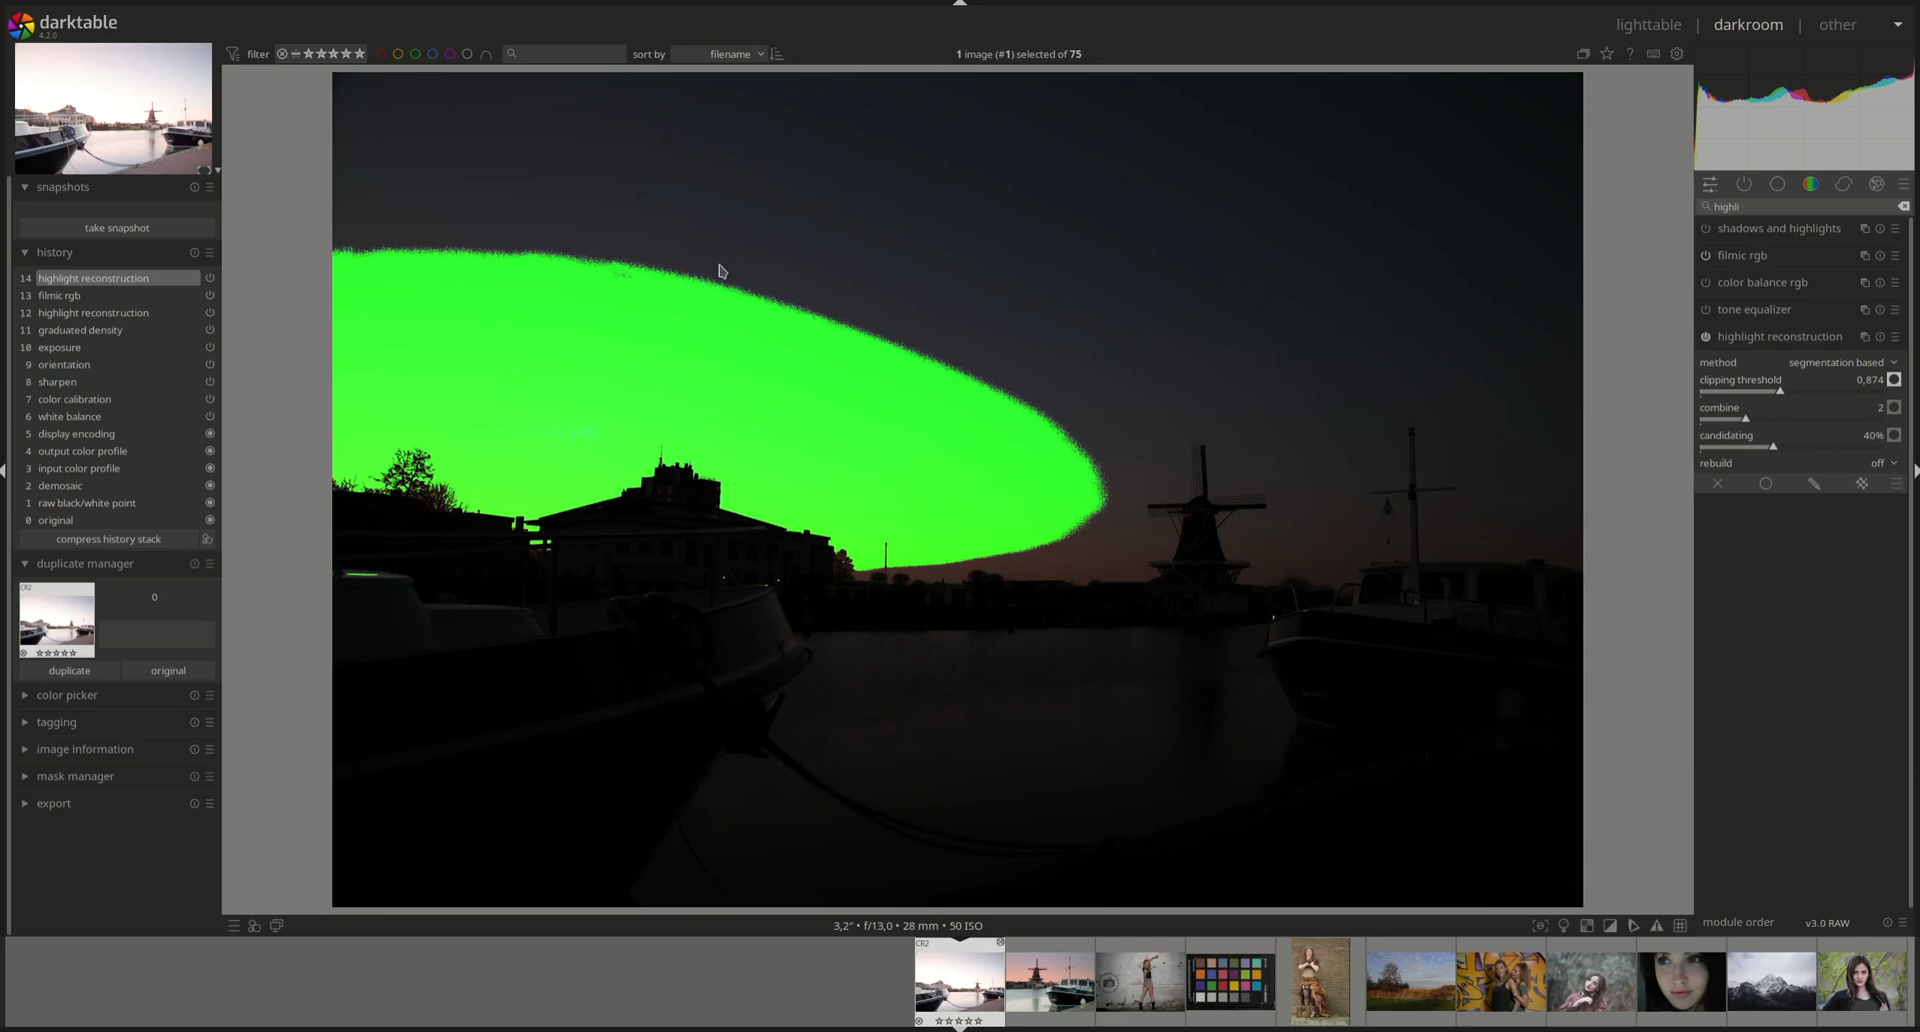 darktable
4.2.0
lighttable | darkroom | other
filter
sort by filename
1 image (#1) selected of 75
snapshots
take snapshot
history
14 highlight reconstruction
13 filmic rgb
12 highlight reconstruction
11 graduated density
10 exposure
9 orientation
8 sharpen
7 color calibration
6 white balance
5 display encoding
4 output color profile
3 input color profile
2 demosaic
1 raw black/white point
0 original
compress history stack
duplicate manager
CR2
0
duplicate original
color picker
tagging
image information
mask manager
export
highli
shadows and highlights
filmic rgb
color balance rgb
tone equalizer
highlight reconstruction
method segmentation based
clipping threshold 0,874
combine 2
candidating 40%
rebuild off
3,2" • f/13,0 • 28 mm • 50 ISO
module order v3.0 RAW
CR2